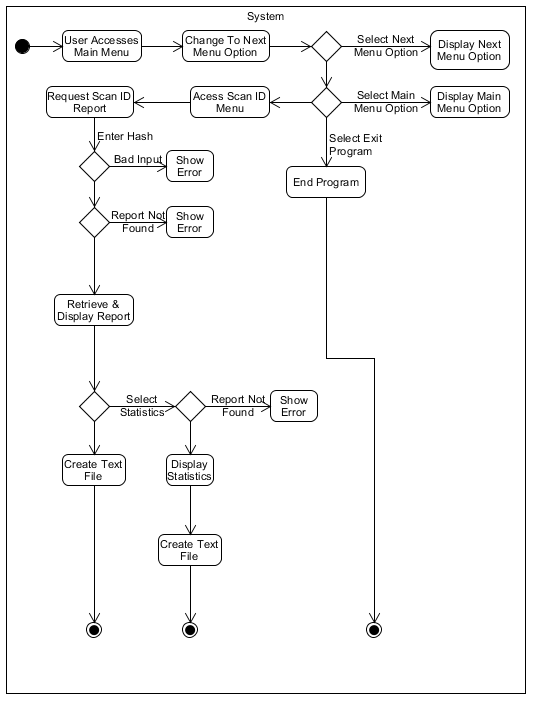 System
User Accesses
Main Menu
Change To Next
Menu Option
Select Next
Menu Option
Display Next
Menu Option
Request Scan ID
Report
Acess Scan ID
Menu
Select Main
Menu Option
Display Main
Menu Option
Enter Hash
Select Exit
Program
Bad Input
Show
Error
End Program
Report Not
Found
Show
Error
Retrieve &
Display Report
Select
Statistics
Report Not
Found
Show
Error
Create Text
File
Display
Statistics
Create Text
File